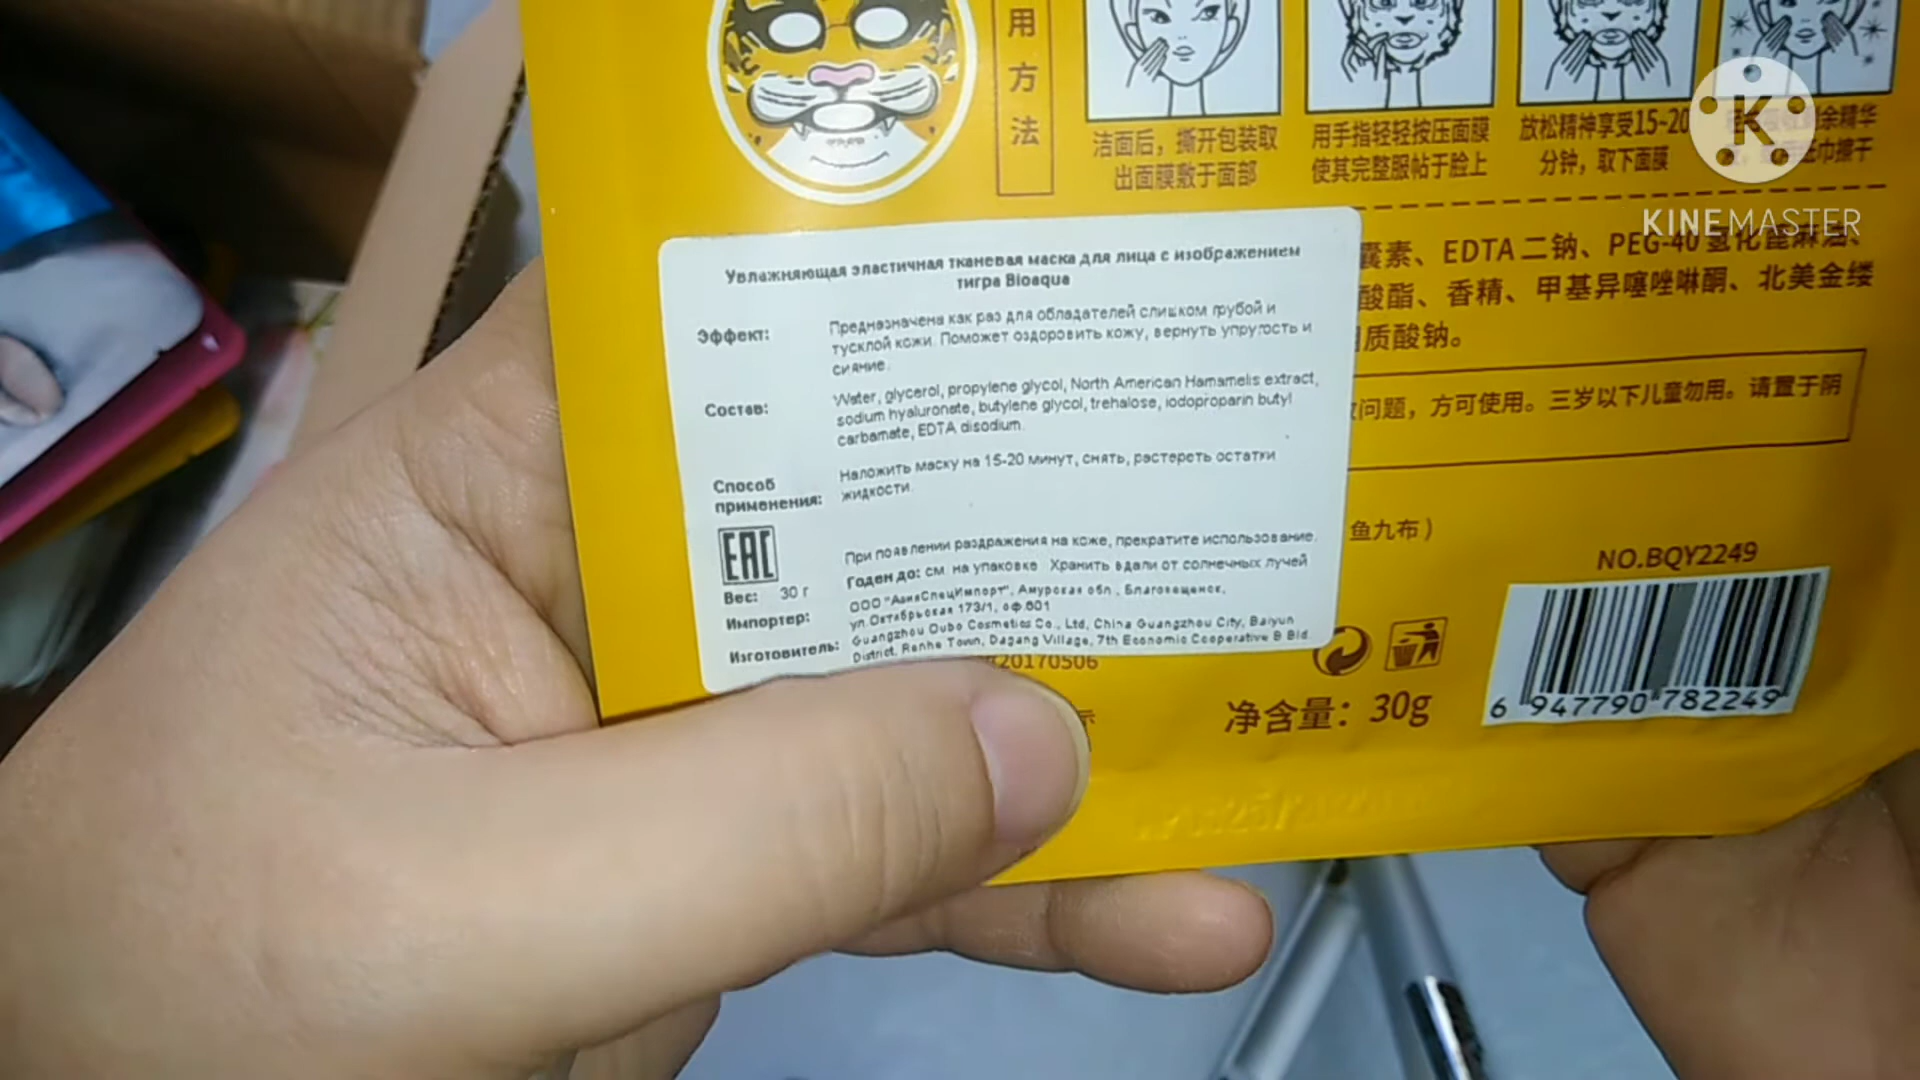 用
方
法
洁面后，撕开包装取
出面膜敷于面部
用手指轻轻按压面膜
使其完整服帖于脸上
放松精神享受15~20
分钟，取下面膜
余精华
巾擦干
KINEMASTER
囊素、EDTA二钠、PEG-40氢化蓖麻油、
酸酯、香精、甲基异噻唑啉酮、北美金缕
质酸钠。
问题，方可使用。三岁以下儿童勿用。请置于阴
鱼九布）
Увлажняющая эластичная тканевая маска для лица с изображением
тигра Bioaqua
Эффект: Предназначена как раз для обладателей слишком грубой и
тусклой кожи. Поможет оздоровить кожу, вернуть упругость и
сияние.
Состав: Water, glycerol, propylene glycol, North American Hamamelis extract,
sodium hyaluronate, butylene glycol, trehalose, iodoproparin butyl
carbamate, EDTA disodium.
Способ применения: Наложить маску на 15-20 минут, снять, растереть остатки
жидкости
EAC
При появлении раздражения на коже, прекратите использование.
Годен до: см. на упаковке Хранить вдали от солнечных лучей
Вес: 30 г
Импортер: ООО "АзияСпецИмпорт", Амурская обл., Благовещенск,
ул.Октябрьская 173/1, оф.601
Изготовитель: Guangzhou Oubo Cosmetics Co., Ltd, China Guangzhou City, Baiyun
District, Renhe Town, Dagang Village, 7th Economic Cooperative B Bld.
20170506
NO.BQY2249
净含量：30g
6 947790 782249